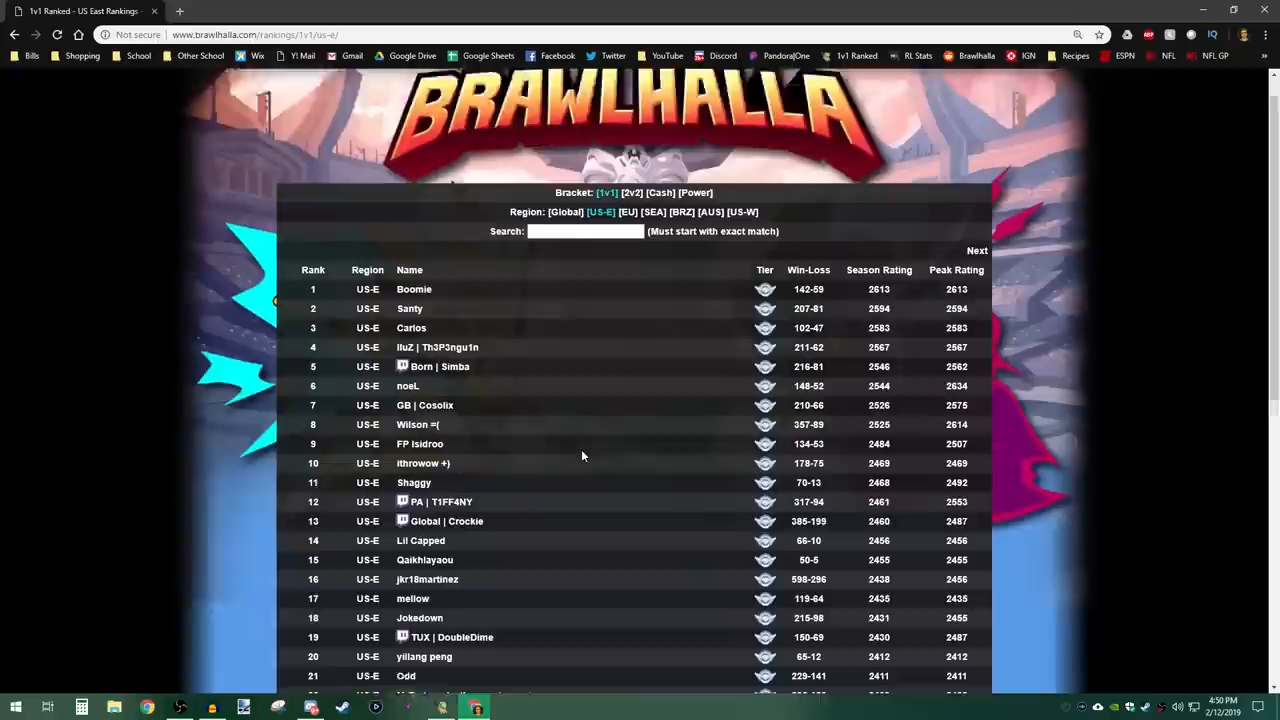 1v1 Ranked - US East Rankings -
Not secure | www.brawlhalla.com/rankings/1v1/us-e/
Bills Shopping School Other School Wix Y! Mail Gmail Google Drive Google Sheets Facebook Twitter YouTube Discord Pandora|One 1v1 Ranked RL Stats Brawlhalla IGN Recipes ESPN NFL NFL GP »
BRAWLHALLA
Bracket: [1v1] [2v2] [Cash] [Power]
Region: [Global] [US-E] [EU] [SEA] [BRZ] [AUS] [US-W]
Search: (Must start with exact match)
Next
Rank Region Name Tier Win-Loss Season Rating Peak Rating
1 US-E Boomie 142-59 2613 2613
2 US-E Santy 207-81 2594 2594
3 US-E Carlos 102-47 2583 2583
4 US-E IluZ | Th3P3ngu1n 211-62 2567 2567
5 US-E Born | Simba 216-81 2546 2562
6 US-E noeL 148-52 2544 2634
7 US-E GB | Cosolix 210-66 2526 2575
8 US-E Wilson =( 357-89 2525 2614
9 US-E FP Isidroo 134-53 2484 2507
10 US-E ithrowow +) 178-75 2469 2469
11 US-E Shaggy 70-13 2468 2492
12 US-E PA | T1FF4NY 317-94 2461 2553
13 US-E Global | Crockie 385-199 2460 2487
14 US-E Lil Capped 66-10 2456 2456
15 US-E Qaikhlayaou 50-5 2455 2455
16 US-E jkr18martinez 598-296 2438 2456
17 US-E mellow 119-64 2435 2435
18 US-E Jokedown 215-98 2431 2455
19 US-E TUX | DoubleDime 150-69 2430 2487
20 US-E yillang peng 65-12 2412 2412
21 US-E Odd 229-141 2411 2411
4:50 PM
2/12/2019